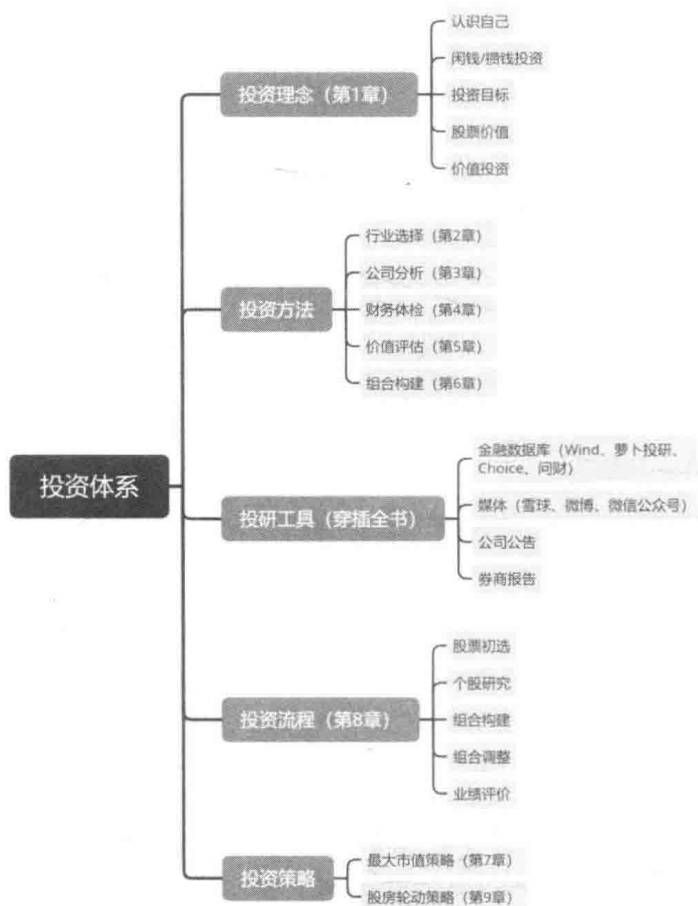 投资体系
投资理念（第1章）
认识自己
闲钱/攒钱投资
投资目标
股票价值
价值投资
投资方法
行业选择（第2章）
公司分析（第3章）
财务体检（第4章）
价值评估（第5章）
组合构建（第6章）
投研工具（穿插全书）
金融数据库（Wind、萝卜投研、
Choice、问财）
媒体（雪球、微博、微信公众号）
公司公告
券商报告
投资流程（第8章）
股票初选
个股研究
组合构建
组合调整
业绩评价
投资策略
最大市值策略（第7章）
股房轮动策略（第9章）